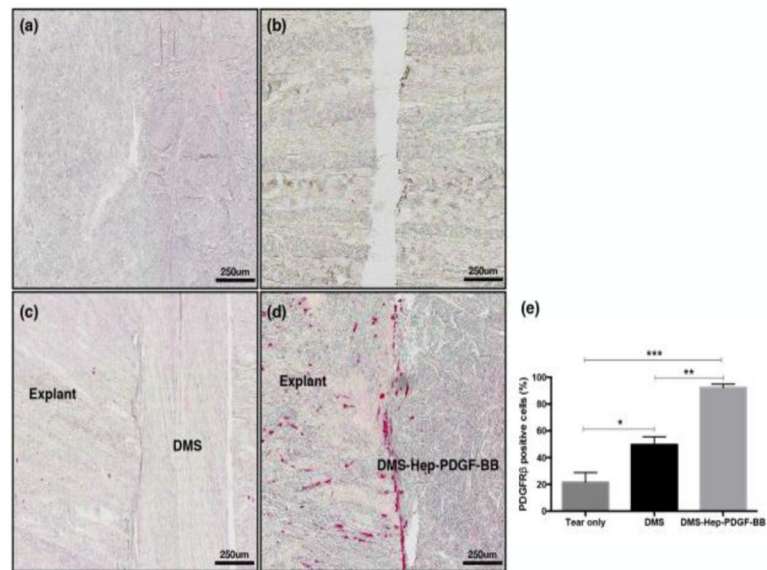 (a)
250um
(b)
250um
(c)
Explant
DMS
250um
(d)
Explant
DMS-Hep-PDGF-BB
250um
(e)
PDGFRβ positive cells (%)
100
80
60
40
20
0
***
**
*
Tear only DMS DMS-Hep-PDGF-BB